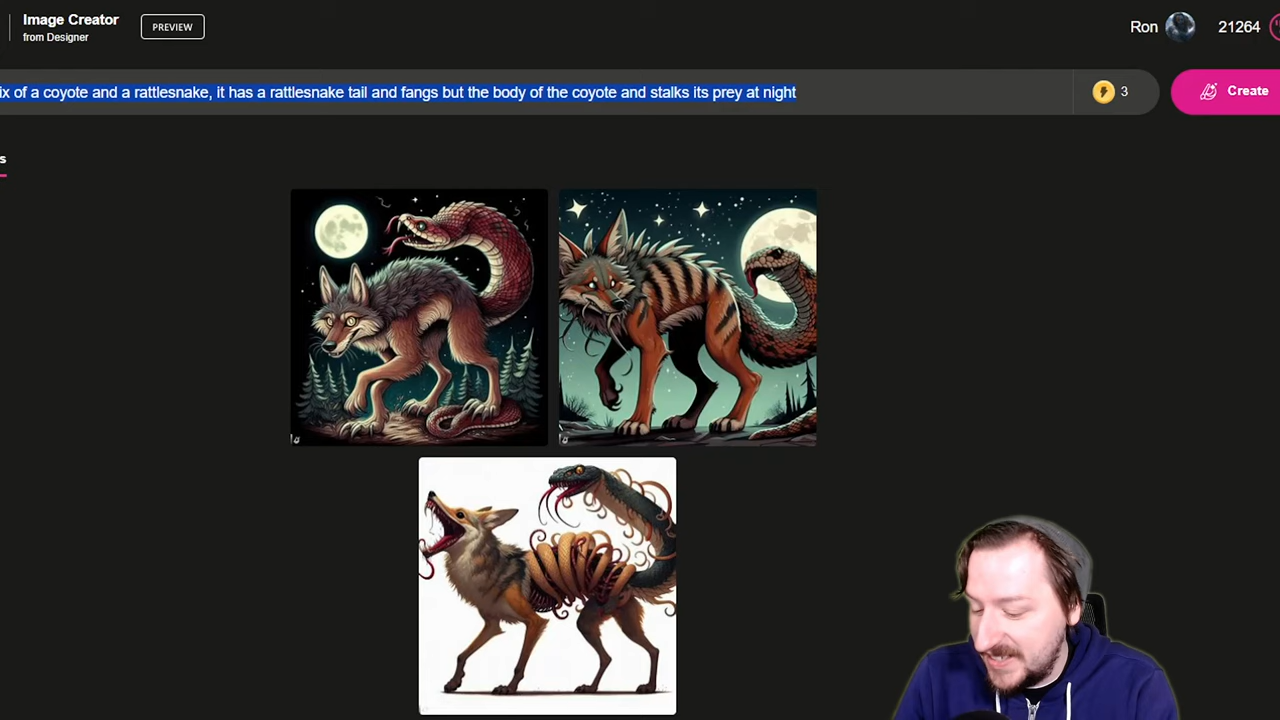 Image Creator
from Designer
PREVIEW
Ron
21264
ix of a coyote and a rattlesnake, it has a rattlesnake tail and fangs but the body of the coyote and stalks its prey at night
3
Create
s